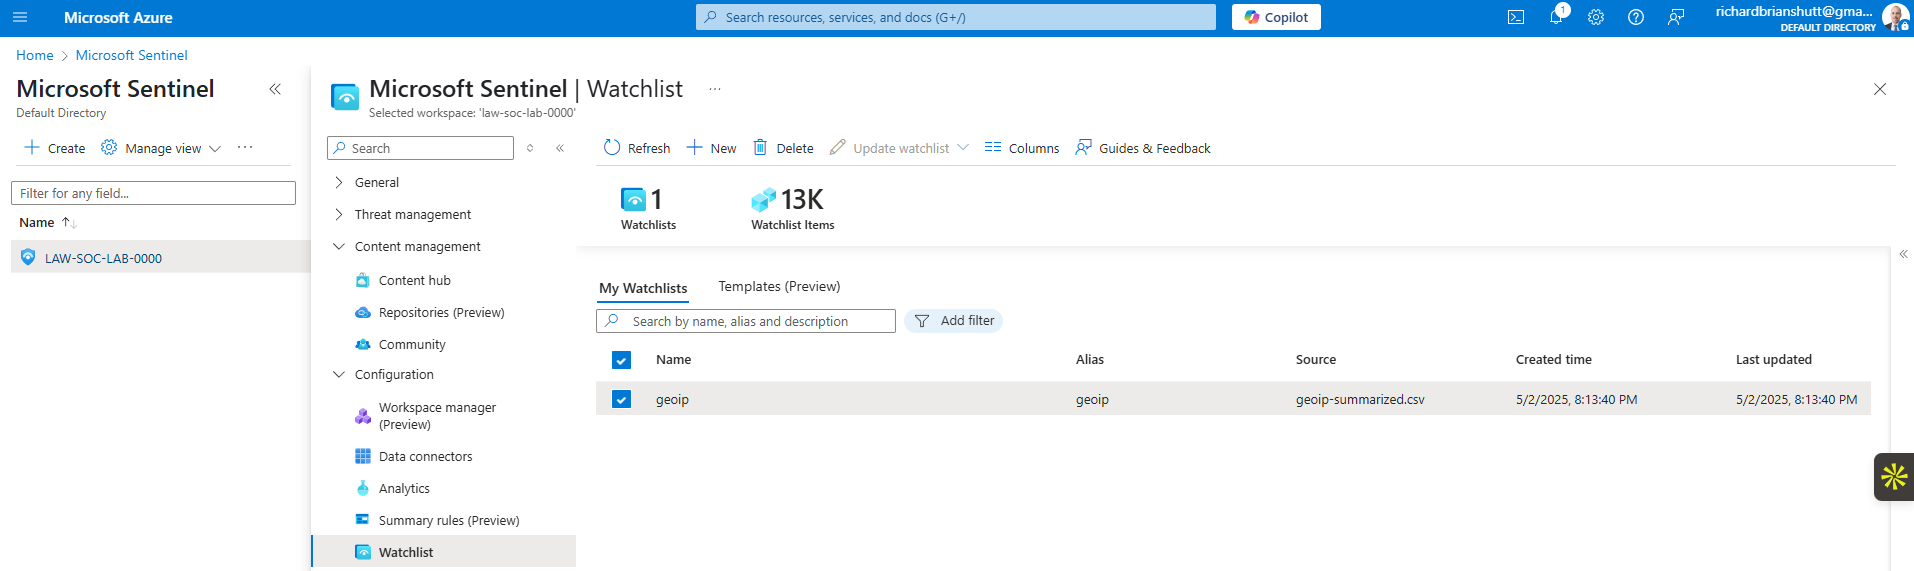 Microsoft Azure
Search resources, services, and docs (G+/)
Copilot
1
richardbrianshutt@gma...
DEFAULT DIRECTORY
Home > Microsoft Sentinel
Microsoft Sentinel
Default Directory
Create
Manage view
Filter for any field...
Name
LAW-SOC-LAB-0000
Microsoft Sentinel | Watchlist
Selected workspace: 'law-soc-lab-0000'
Search
General
Threat management
Content management
Content hub
Repositories (Preview)
Community
Configuration
Workspace manager
(Preview)
Data connectors
Analytics
Summary rules (Preview)
Watchlist
Refresh
New
Delete
Update watchlist
Columns
Guides & Feedback
1
Watchlists
13K
Watchlist Items
My Watchlists
Templates (Preview)
Search by name, alias and description
Add filter
Name Alias Source Created time Last updated
geoip geoip geoip-summarized.csv 5/2/2025, 8:13:40 PM 5/2/2025, 8:13:40 PM